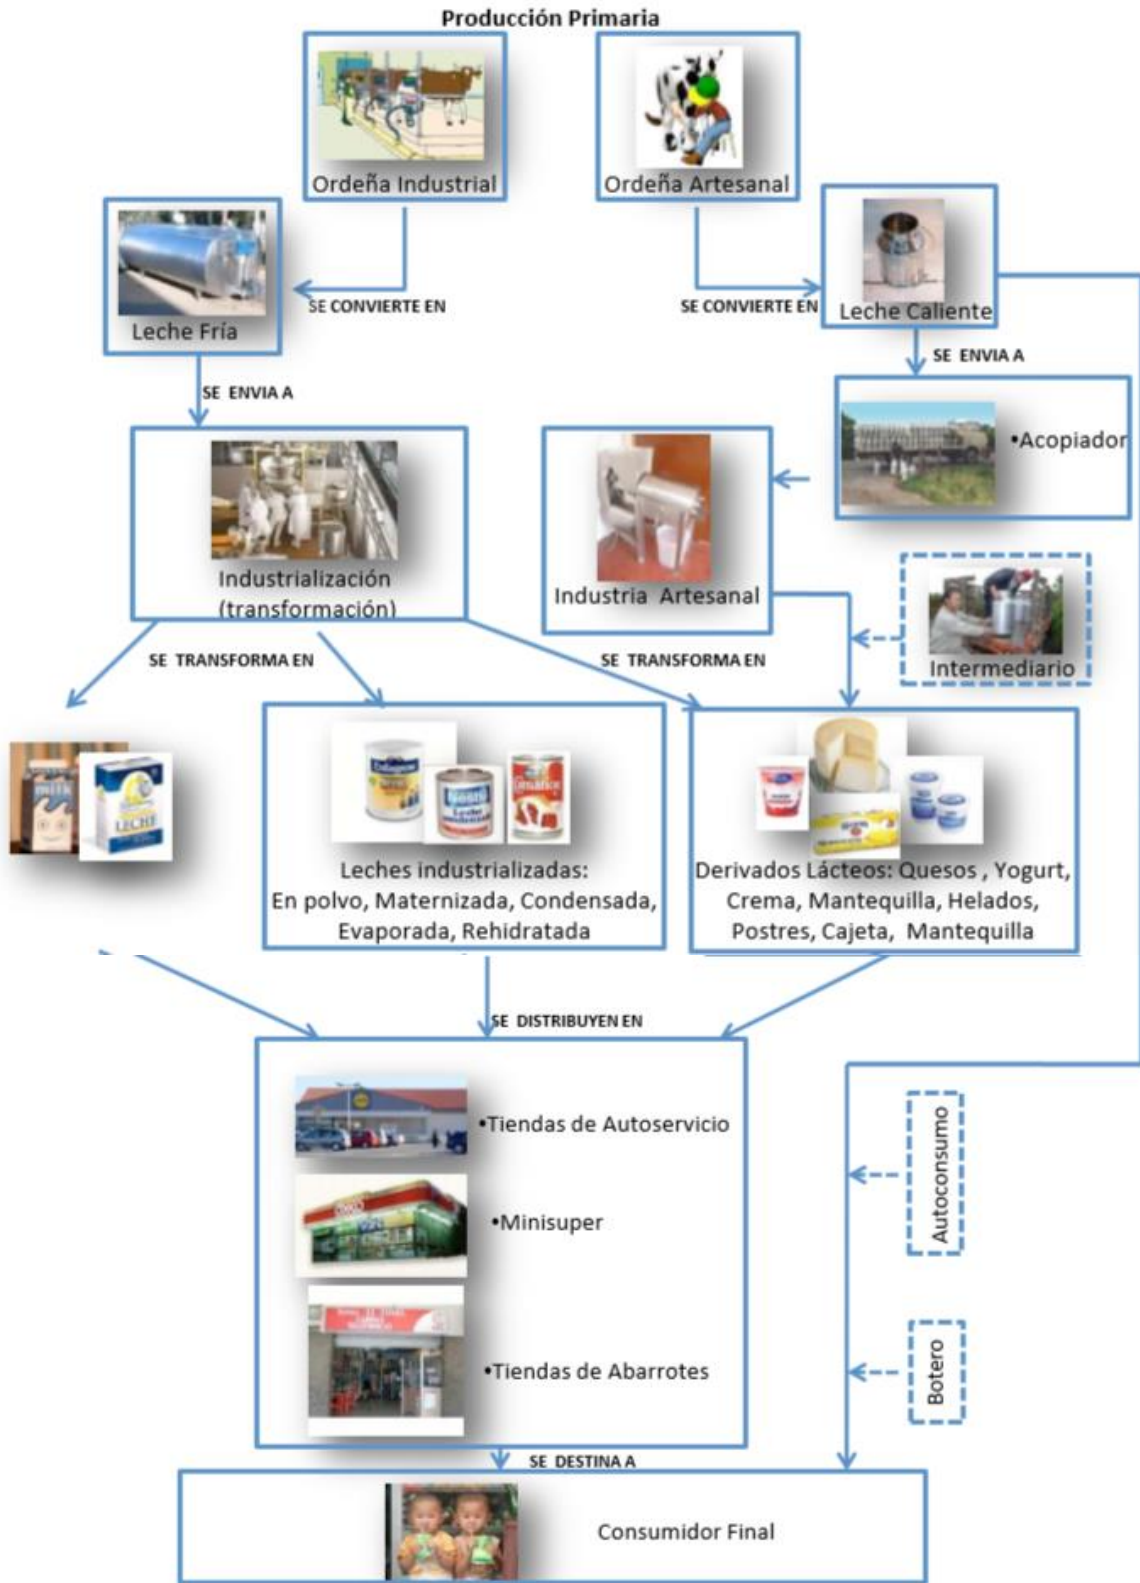 Producción Primaria
Ordeña Industrial
Ordeña Artesanal
SE CONVIERTE EN
SE CONVIERTE EN
Leche Fría
Leche Caliente
SE ENVIA A
SE ENVIA A
•Acopiador
Industrialización
(transformación)
Industria Artesanal
Intermediario
SE TRANSFORMA EN
SE TRANSFORMA EN
milk
LECHE
Nestlé
Leche
Leches industrializadas:
En polvo, Maternizada, Condensada,
Evaporada, Rehidratada
Derivados Lácteos: Quesos , Yogurt,
Crema, Mantequilla, Helados,
Postres, Cajeta, Mantequilla
SE DISTRIBUYEN EN
•Tiendas de Autoservicio
•Minisuper
•Tiendas de Abarrotes
Autoconsumo
Botero
SE DESTINA A
Consumidor Final